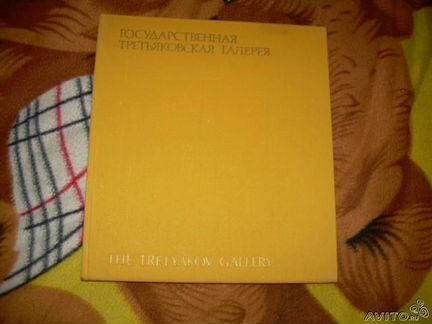 ГОСУДАРСТВЕННАЯ
ТРЕТЬЯКОВСКАЯ ГАЛЕРЕЯ
THE TRETYAKOV GALLERY
AVITO.RU